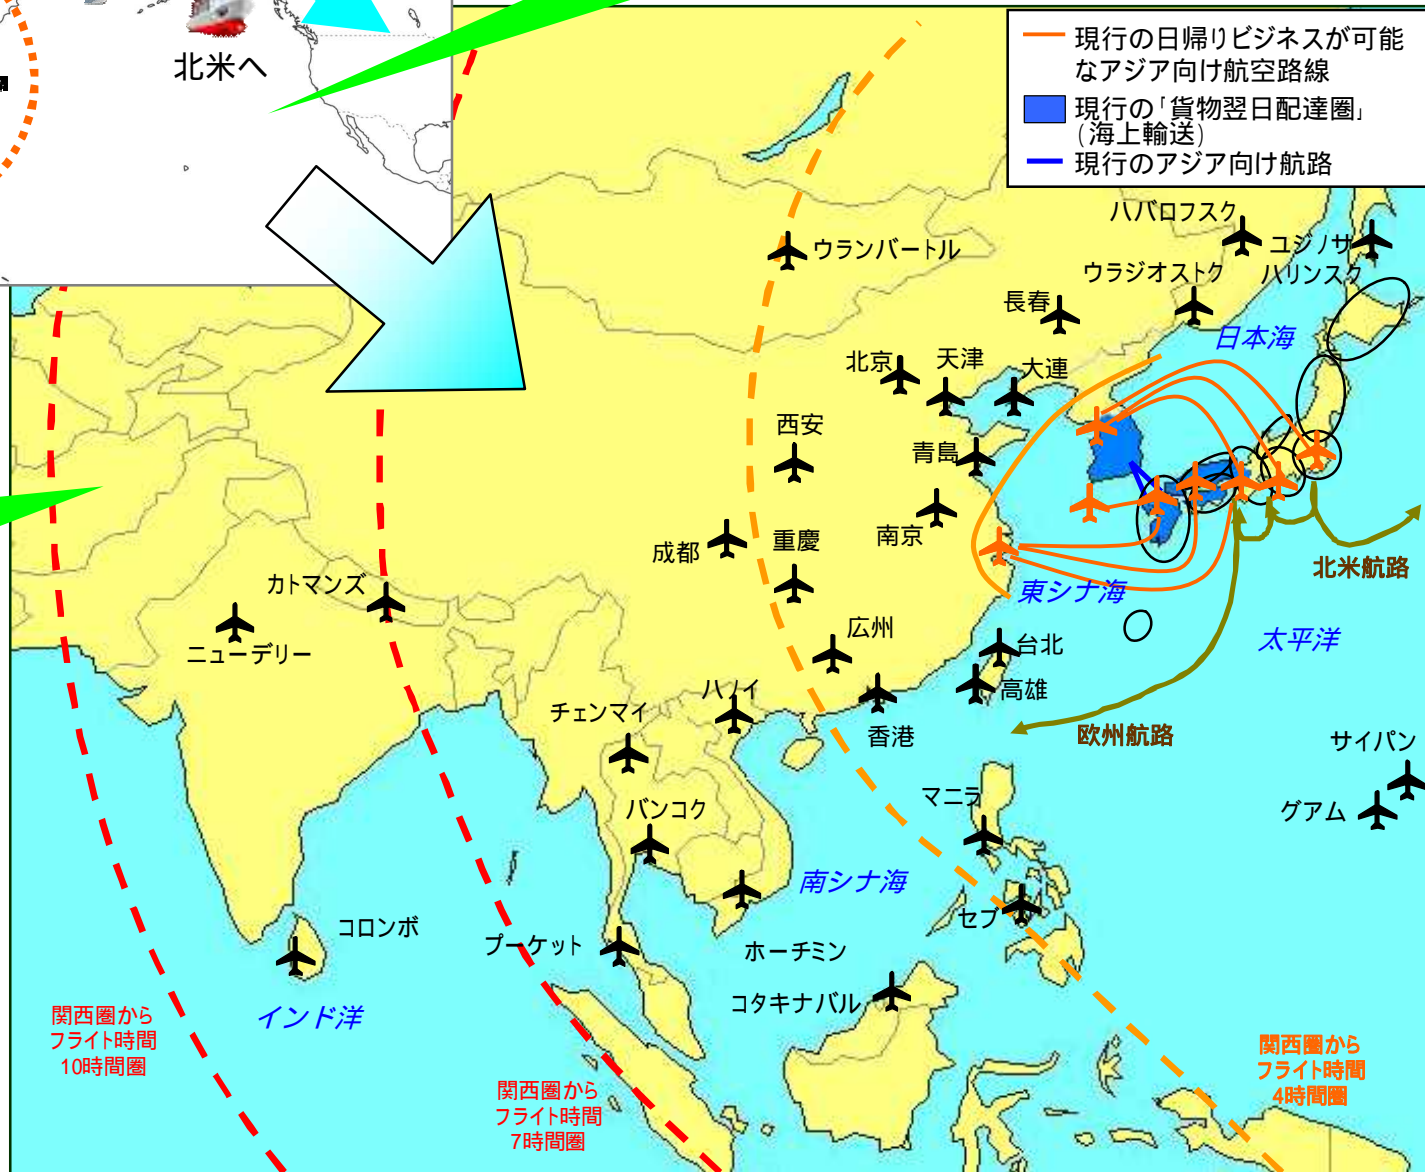 北米へ
現行の日帰りビジネスが可能
なアジア向け航空路線
現行の「貨物翌日配達圏」
(海上輸送)
現行のアジア向け航路
ハバロフスク
ユジノサ
ハリンスク
ウラジオストク
ウランバートル
長春
日本海
北京
天津
大連
西安
青島
南京
成都
重慶
カトマンズ
ニューデリー
東シナ海
北米航路
広州
台北
太平洋
高雄
ハノイ
チェンマイ
香港
欧州航路
サイパン
グアム
マニラ
バンコク
南シナ海
セブ
コロンボ
プーケット
ホーチミン
コタキナバル
インド洋
関西圏から
フライト時間
10時間圏
関西圏から
フライト時間
7時間圏
関西圏から
フライト時間
4時間圏